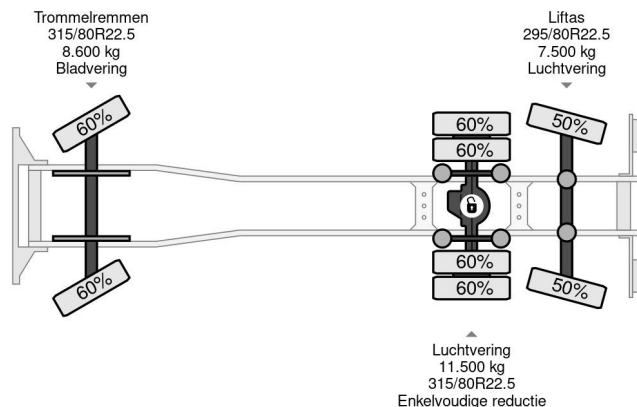 Trommelremmen
315/80R22.5
8.600 kg
Bladvering
Liftas
295/80R22.5
7.500 kg
Luchtvering
60%
60%
60%
50%
60%
60%
60%
50%
Luchtvering
11.500 kg
315/80R22.5
Enkelvoudige reductie